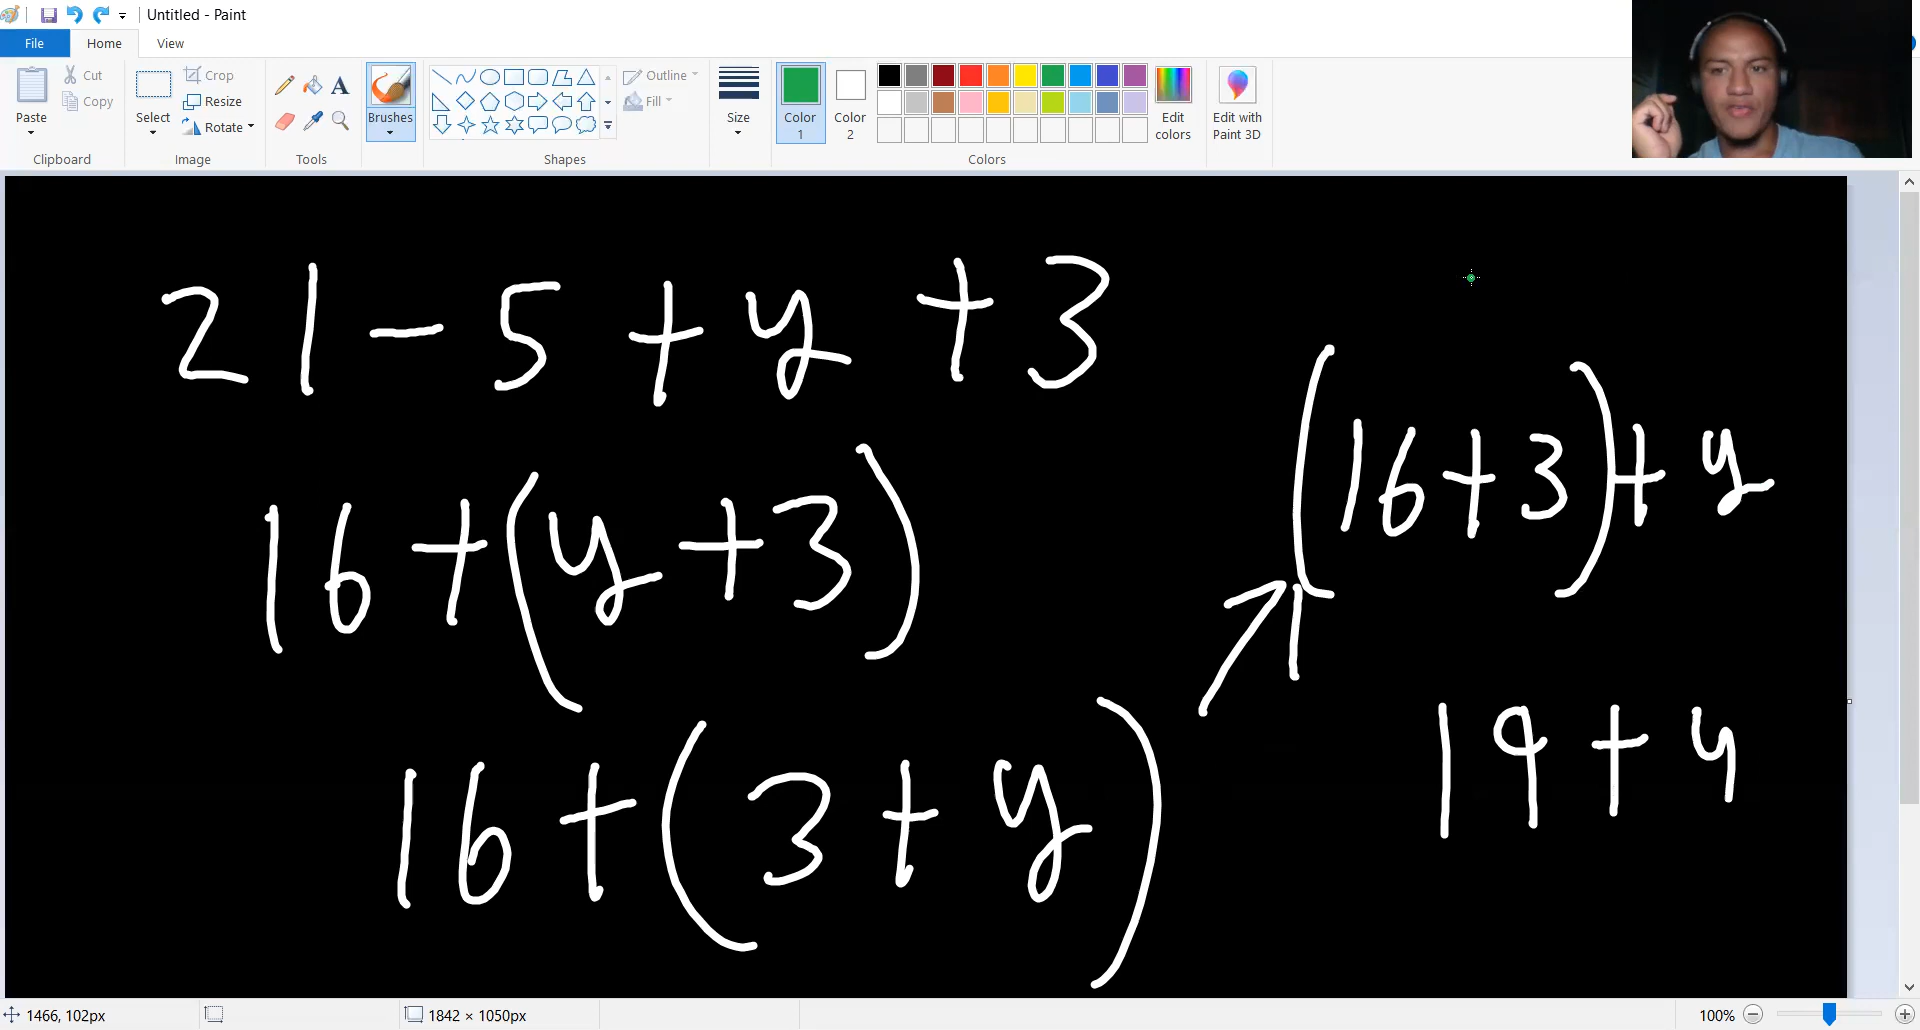 Untitled - Paint
File Home View
Paste Cut Copy Clipboard
Select Crop Resize Rotate Image
A Tools
Brushes
Outline Fill Shapes
Size
Color 1 Color 2 Edit colors Colors
Edit with Paint 3D
21 - 5 + y + 3
16 + (y + 3)
16 + (3 + y)
(16 + 3) + y
19 + y
1466, 102px 1842 × 1050px 100%